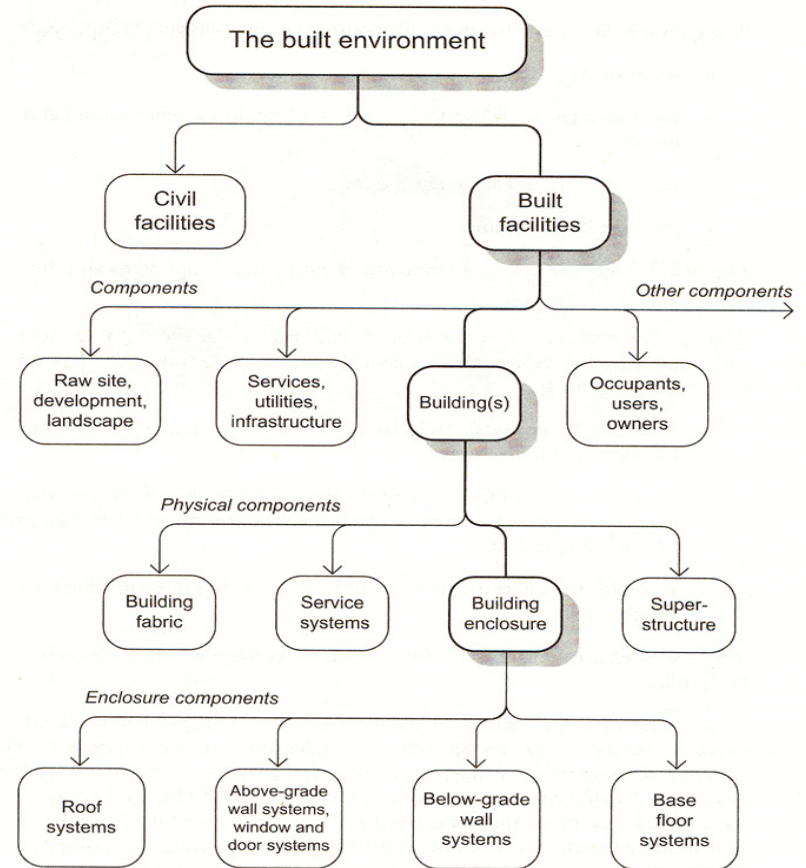 The built environment
Civil
facilities
Built
facilities
Components
Other components
Raw site,
development,
landscape
Services,
utilities,
infrastructure
Building(s)
Occupants,
users,
owners
Physical components
Building
fabric
Service
systems
Building
enclosure
Super-
structure
Enclosure components
Roof
systems
Above-grade
wall systems,
window and
door systems
Below-grade
wall
systems
Base
floor
systems